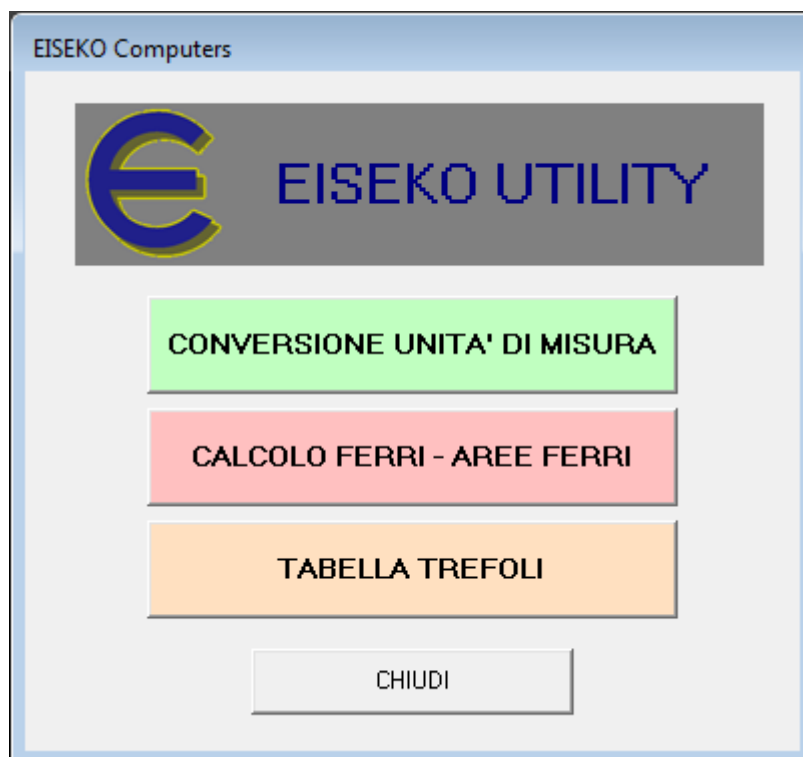 EISEKO Computers
EISEKO UTILITY
CONVERSIONE UNITA' DI MISURA
CALCOLO FERRI - AREE FERRI
TABELLA TREFOLI
CHIUDI